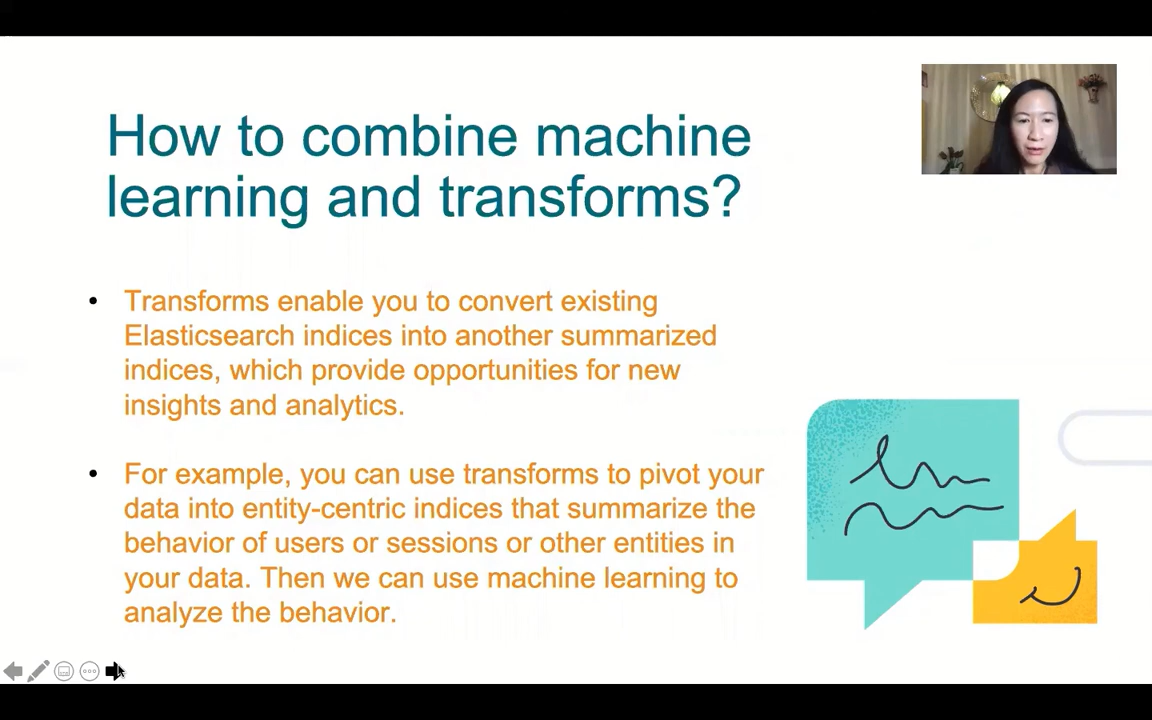 How to combine machine
learning and transforms?
• Transforms enable you to convert existing
Elasticsearch indices into another summarized
indices, which provide opportunities for new
insights and analytics.
• For example, you can use transforms to pivot your
data into entity-centric indices that summarize the
behavior of users or sessions or other entities in
your data. Then we can use machine learning to
analyze the behavior.